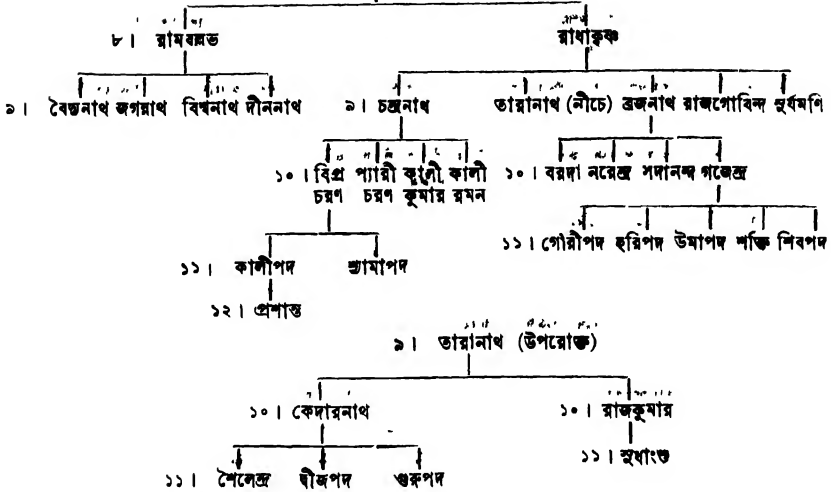 ৮। রামবল্লভ রাধাকৃষ্ণ
৯। বৈদ্যনাথ জগন্নাথ বিশ্বনাথ দীননাথ ৯। চন্দ্রনাথ তারানাথ (নীচে) ব্রজনাথ রাজগোবিন্দ সূর্যমণি
১০। বিপ্র প্যারী কালী কালী ১০। বরদা নরেন্দ্র সদানন্দ গজেন্দ্র
চরণ চরণ কুমার রমন
১১। গৌরীপদ হরিপদ উমাপদ শক্তি শিবপদ
১১। কালীপদ শ্যামাপদ
১২। প্রশান্ত
৯। তারানাথ (উপরোক্ত)
১০। কেদারনাথ ১০। রাজকুমার
১১। সুধাংশু
১১। শৈলেন্দ্র দ্বীজপদ গুরুপদ